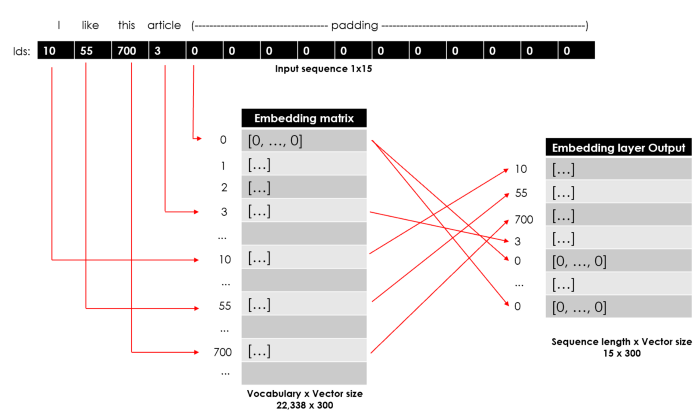 I like this article (------------------------------- padding -----------------------------------------------)
Ids: 10 55 700 3 0 0 0 0 0 0 0 0 0 0 0
Input sequence 1x15
Embedding matrix
0 [0, …, 0]
1 […]
2 […]
3 […]
...
10 […]
...
55 […]
...
700 […]
...
Vocabulary x Vector size
22,338 x 300
Embedding layer Output
10 […]
55 […]
700 […]
3 […]
0 [0, …, 0]
... […]
0 [0, …, 0]
Sequence length x Vector size
15 x 300